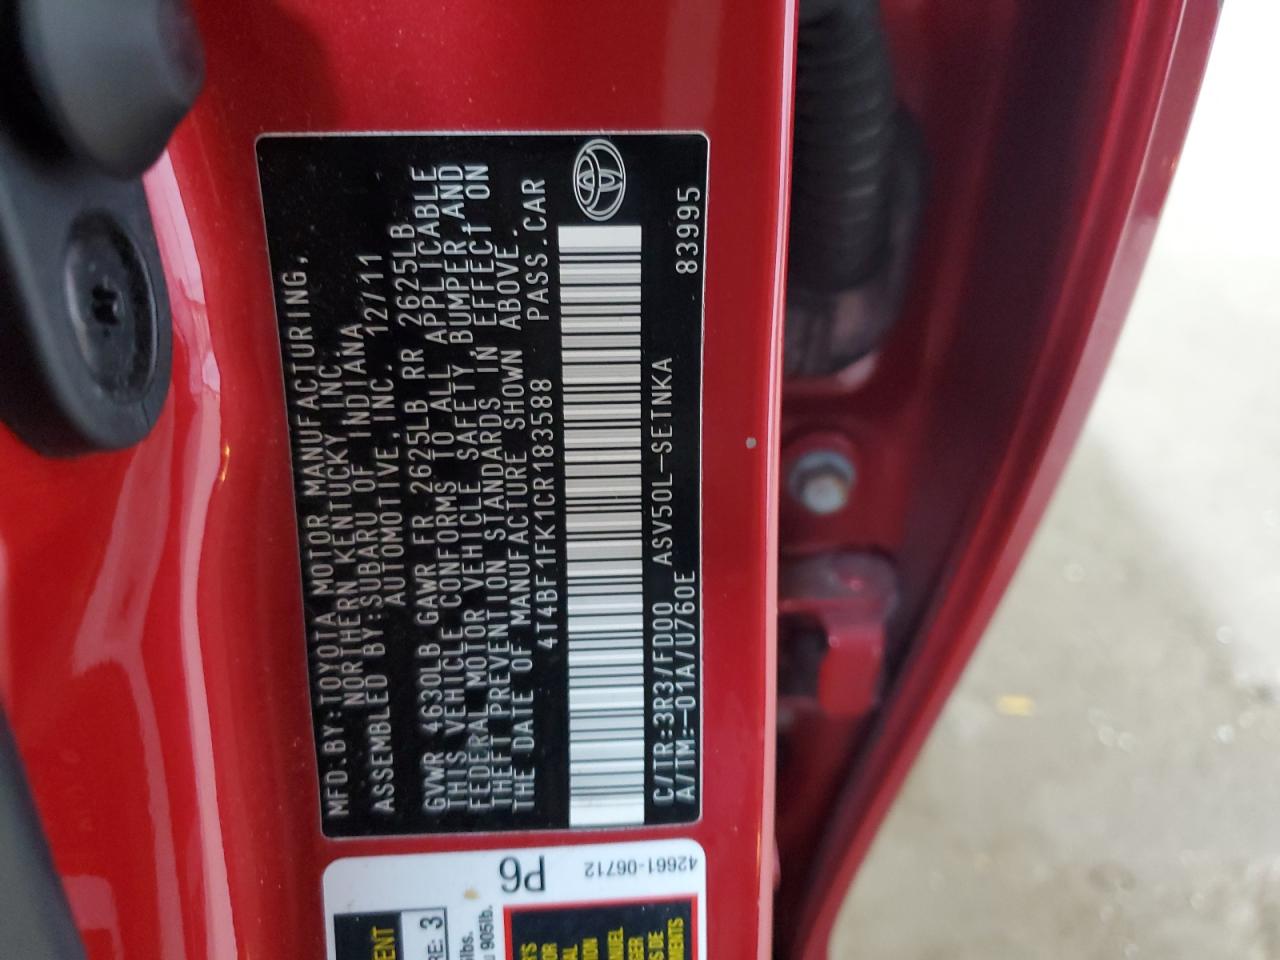 MFD.BY:TOYOTA MOTOR MANUFACTURING,
NORTHERN KENTUCKY INC.
ASSEMBLED BY:SUBARU OF INDIANA
AUTOMOTIVE,INC. 12/11
GVWR 4630LB GAWR FR 2625LB RR 2625LB
THIS VEHICLE CONFORMS TO ALL APPLICABLE
FEDERAL MOTOR VEHICLE SAFETY,BUMPER,AND
THEFT PREVENTION STANDARDS IN EFFECT ON
THE DATE OF MANUFACTURE SHOWN ABOVE.
4T4BF1FK1CR183588 PASS.CAR
C/TR:3R3/FD00 ASV50L-SETNKA 83995
A/TM:-01A/U760E
P6
42661-06712
RE: 3
905lb.